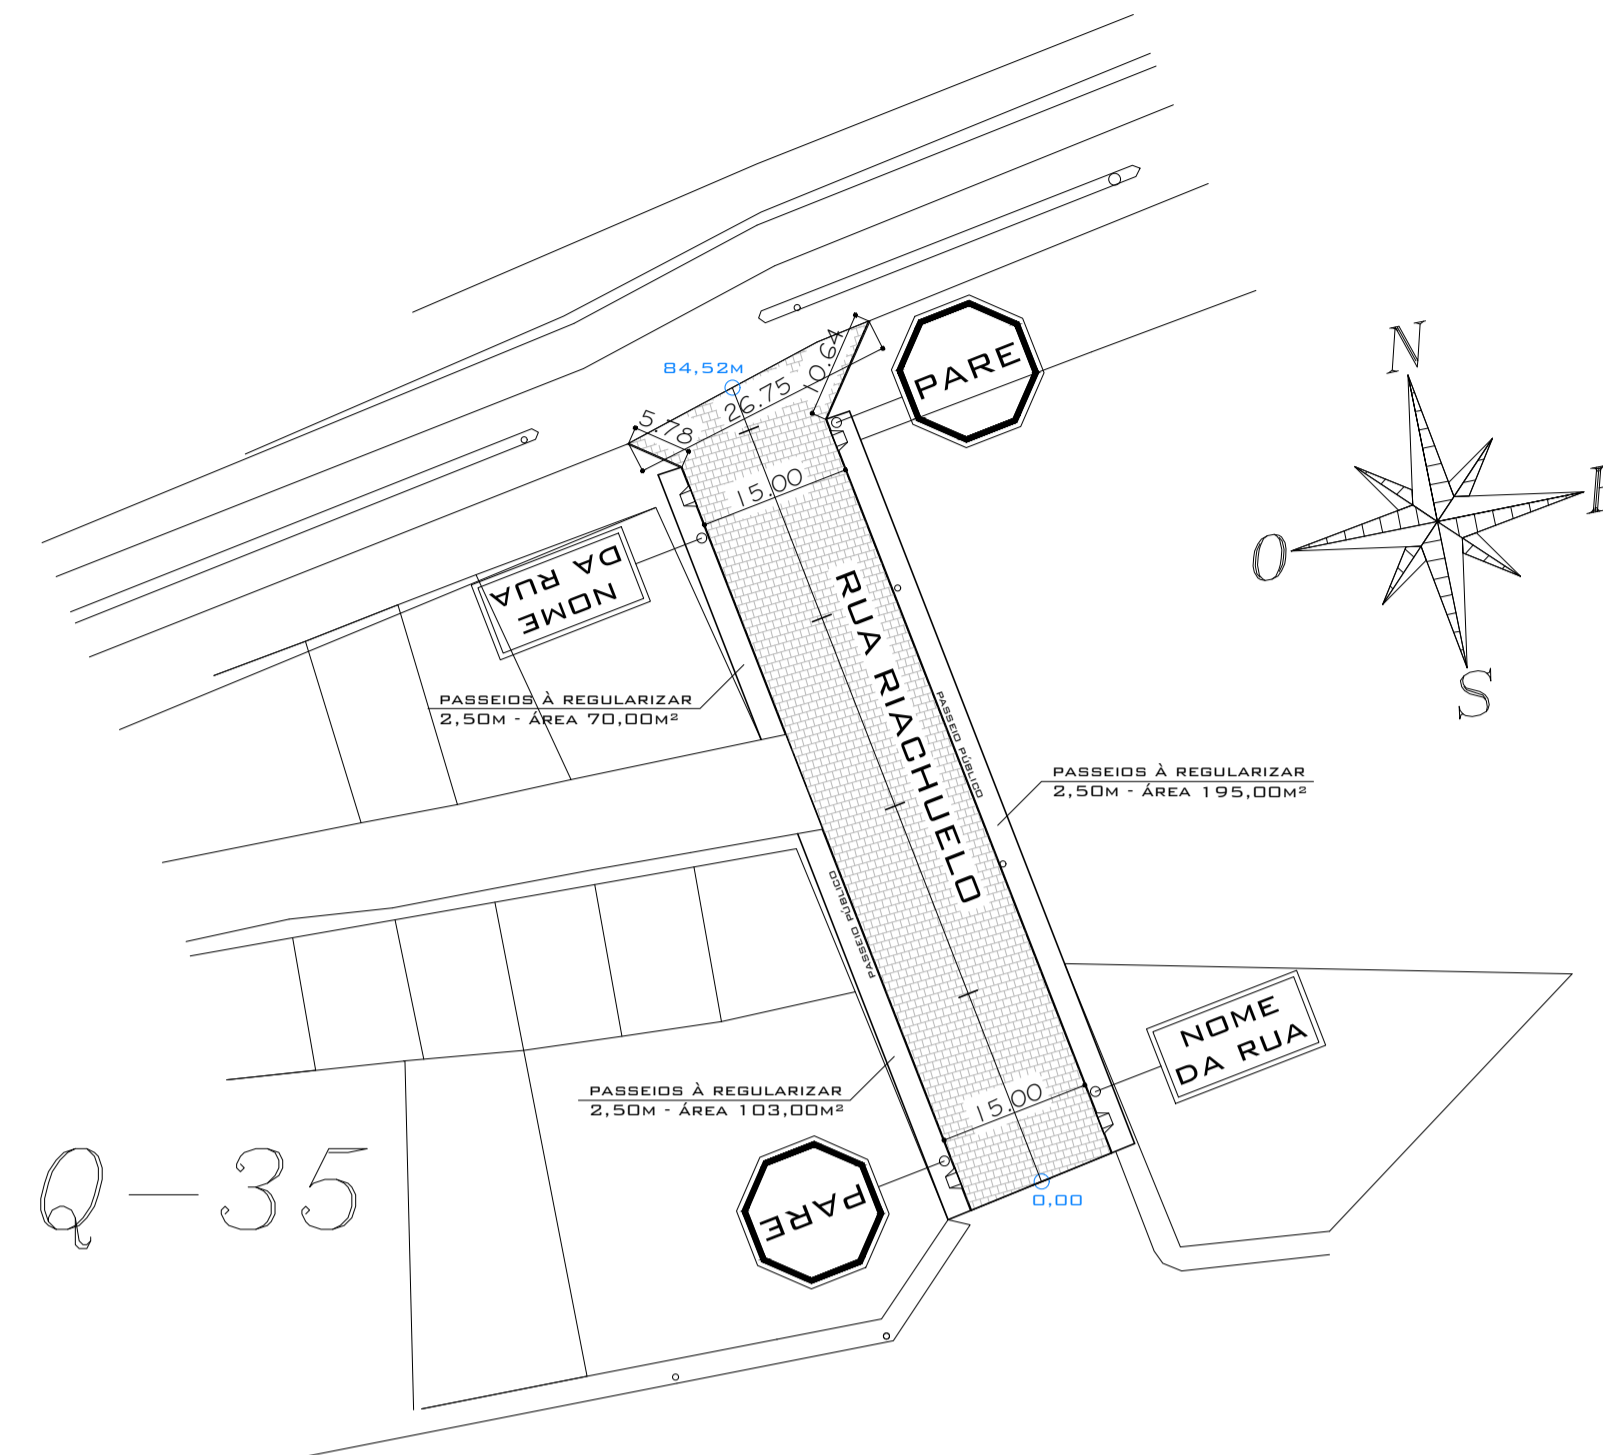 84,52M
5.78
26.75
10.64
PARE
N
15.00
O
S
NOME
DA RUA
RUA RIACHUELO
PASSEIOS À REGULARIZAR
2,50M - ÁREA 70,00M²
PASSEIO PÚBLICO
PASSEIOS À REGULARIZAR
2,50M - ÁREA 195,00M²
PASSEIO PÚBLICO
NOME
DA RUA
PASSEIOS À REGULARIZAR
2,50M - ÁREA 103,00M²
15.00
Q - 35
PARE
0,00